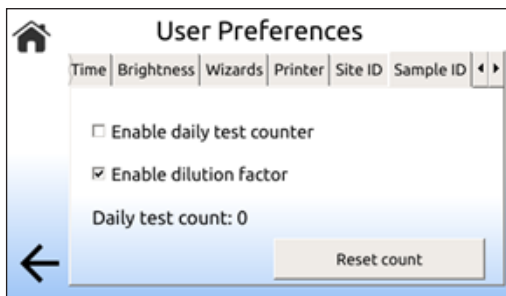 User Preferences
Time Brightness Wizards Printer Site ID Sample ID
Enable daily test counter
Enable dilution factor
Daily test count: 0
Reset count